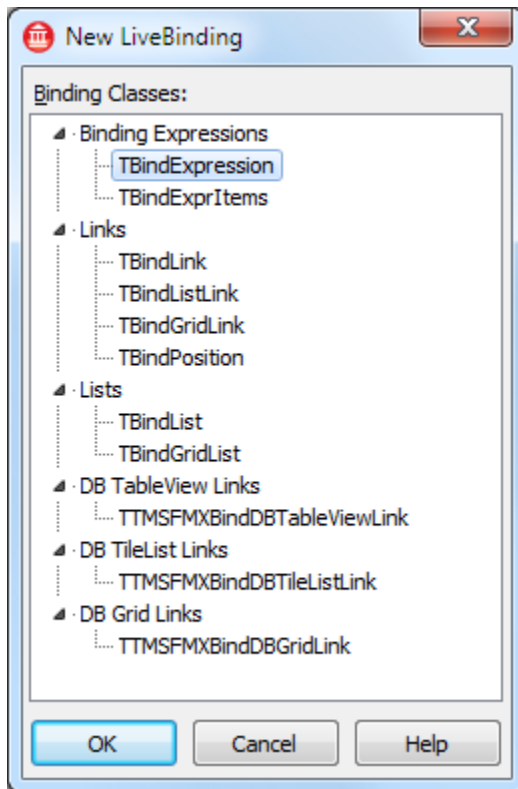 New LiveBinding
Binding Classes:
Binding Expressions
TBindExpression
TBindExprItems
Links
TBindLink
TBindListLink
TBindGridLink
TBindPosition
Lists
TBindList
TBindGridList
DB TableView Links
TTMSFMXBindDBTableViewLink
DB TileList Links
TTMSFMXBindDBTileListLink
DB Grid Links
TTMSFMXBindDBGridLink
OK Cancel Help